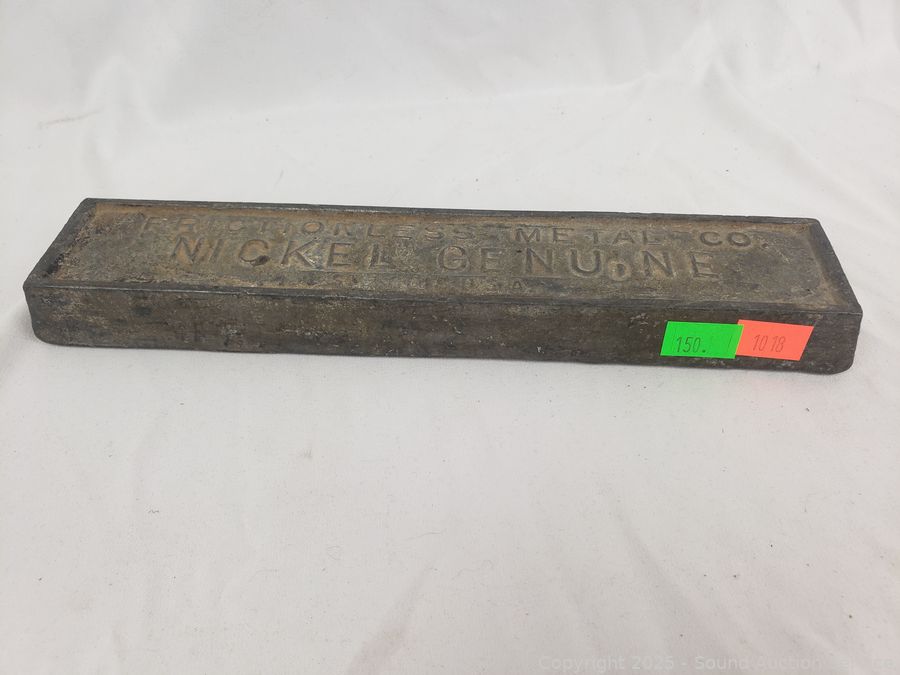 FRICTIONLESS METAL CO.
NICKEL GENUINE
150.
1018
Copyright © 2025 - Sound Auction Service